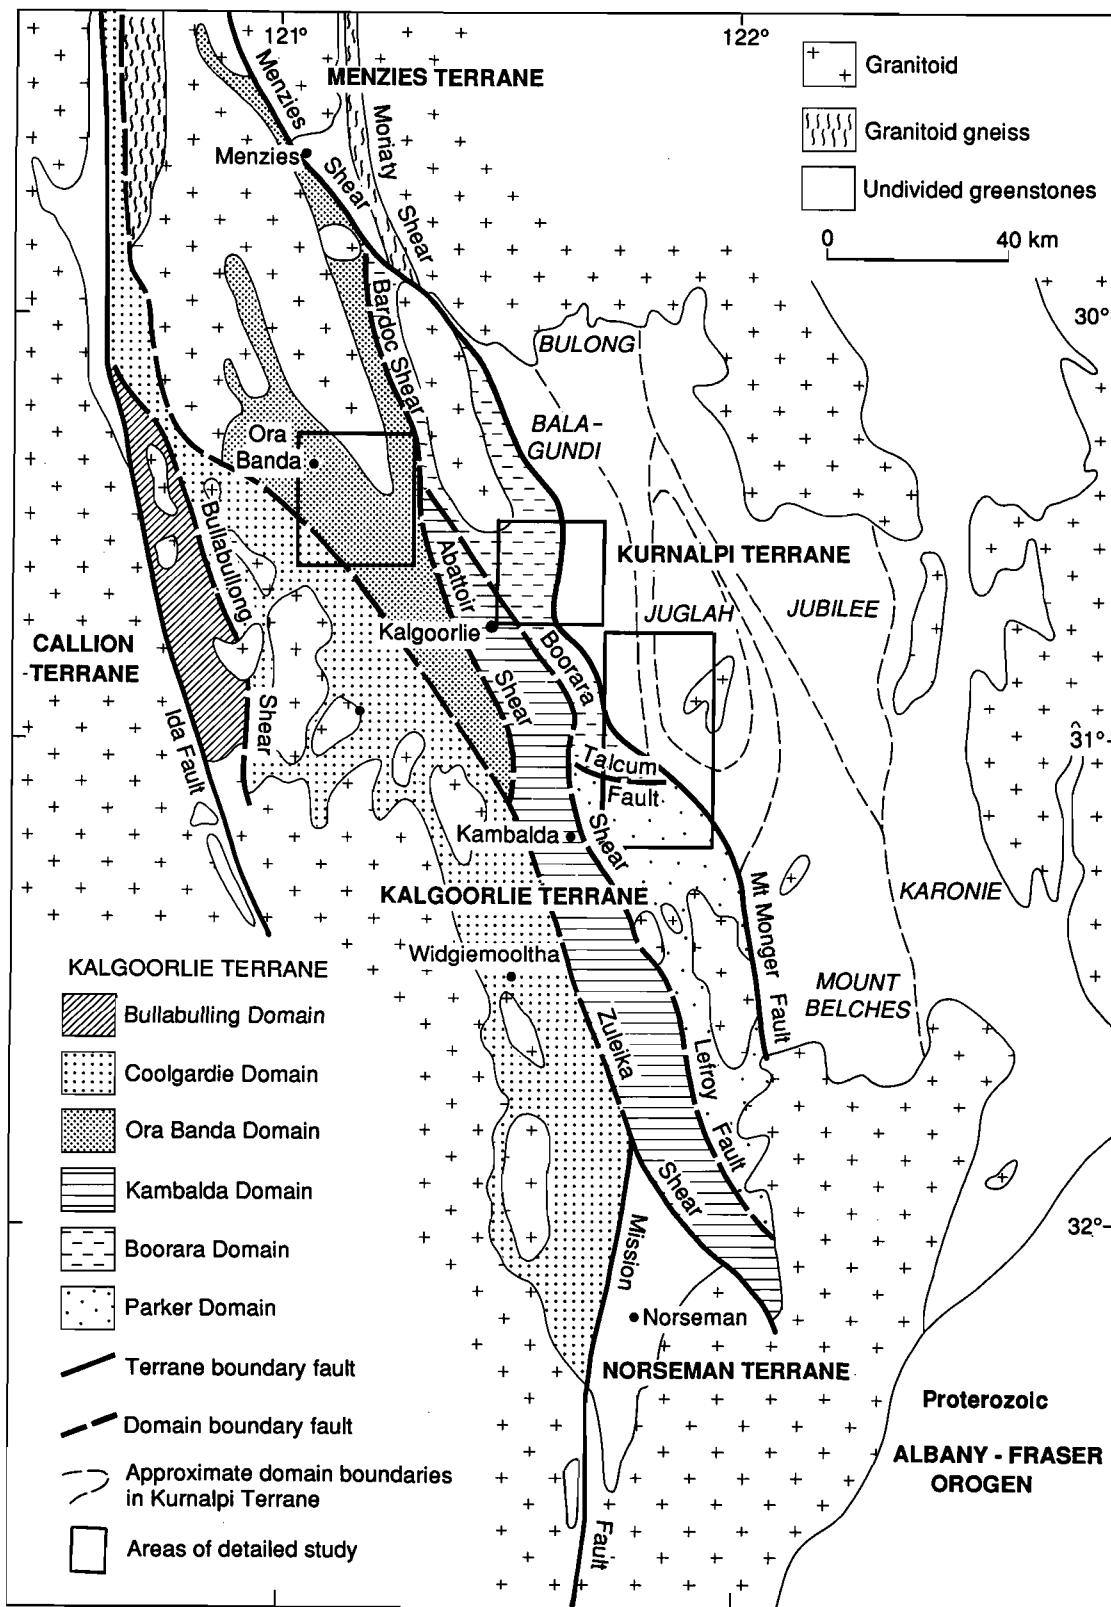 121°
122°
MENZIES TERRANE
Menzies
Shear
Moriaty
Shear
Menzies
Granitoid
Granitoid gneiss
Undivided greenstones
0
40 km
30°
BULONG
Bardoc Shear
BALA-
GUNDI
Ora
Banda
Bullabullong
Shear
Abattoir
Shear
KURNALPI TERRANE
JUGLAH
JUBILEE
Kalgoorlie
Boorara
Shear
CALLION
TERRANE
Ida Fault
31°
Talcum
Fault
Kambalda
KALGOORLIE TERRANE
Mt Monger Fault
KARONIE
Widgiemooltha
MOUNT
BELCHES
Zuleika
Shear
Lefroy
Fault
KALGOORLIE TERRANE
Bullabulling Domain
Coolgardie Domain
Ora Banda Domain
Kambalda Domain
Boorara Domain
Parker Domain
Terrane boundary fault
Domain boundary fault
Approximate domain boundaries
in Kurnalpi Terrane
Areas of detailed study
32°
Mission
Fault
Norseman
NORSEMAN TERRANE
Proterozoic
ALBANY - FRASER
OROGEN